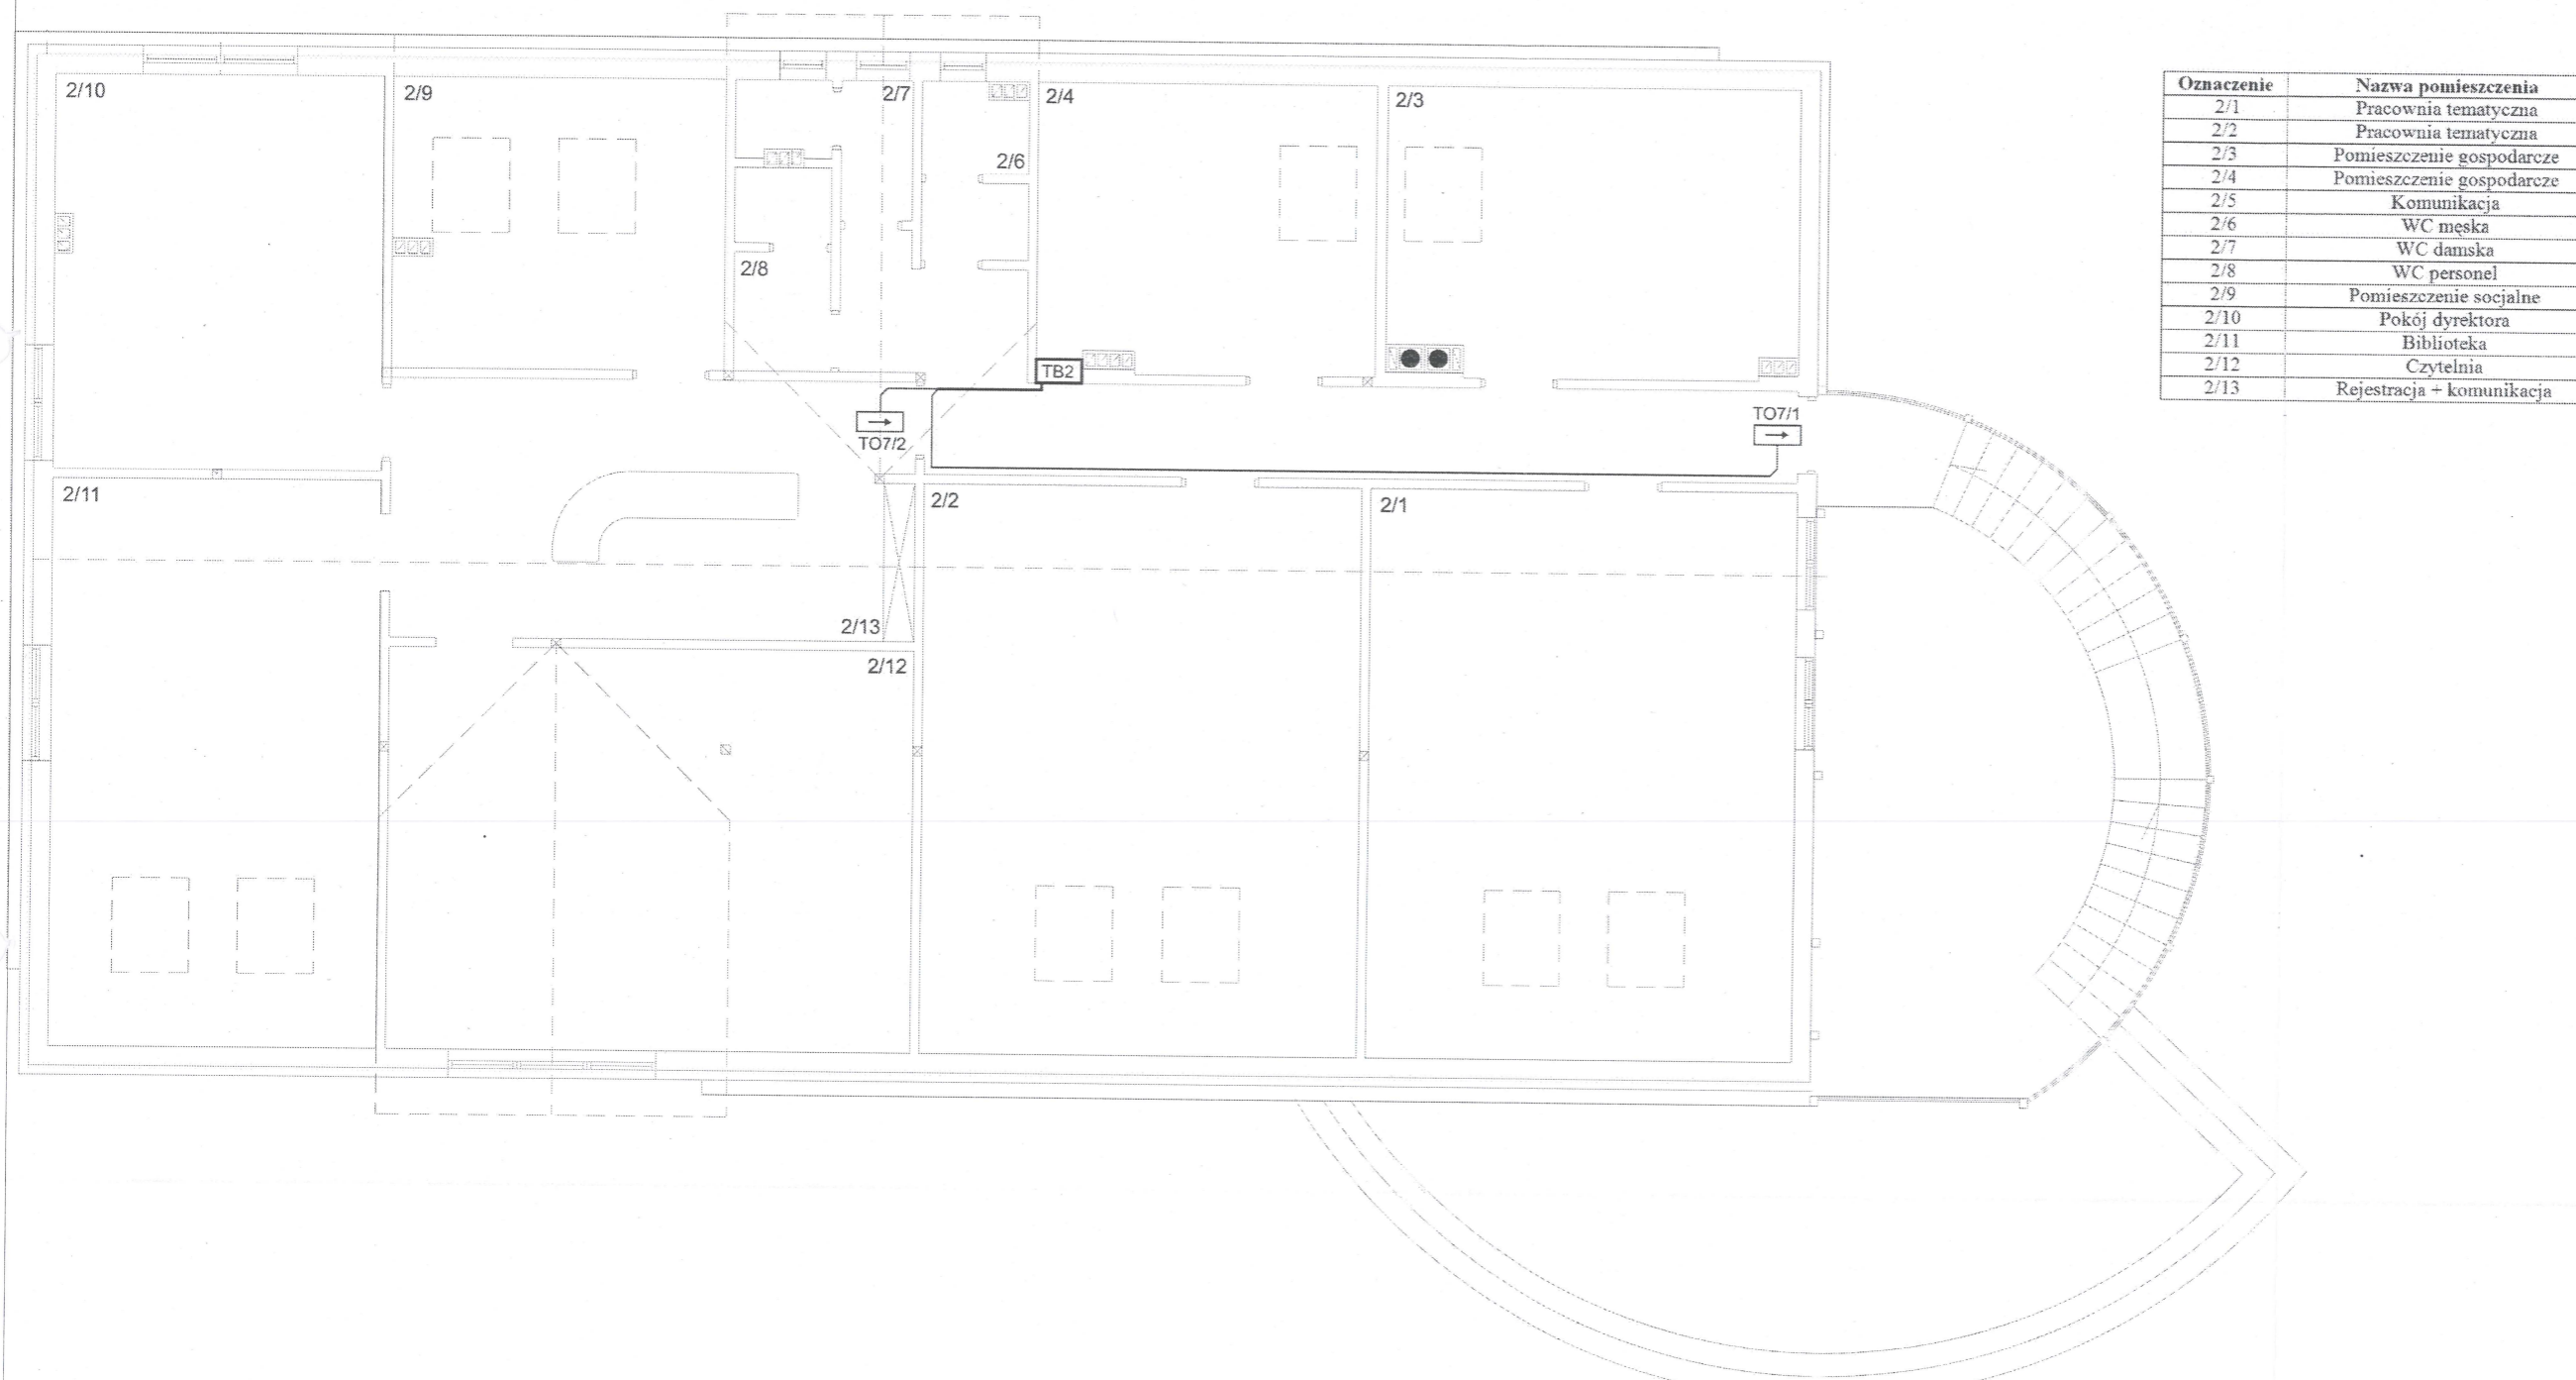 2/10
2/9
2/7
2/4
2/3
2/6
2/8
TB2
TO7/2
TO7/1
2/11
2/2
2/1
2/13
2/12
Oznaczenie Nazwa pomieszczenia
2/1 Pracownia tematyczna
2/2 Pracownia tematyczna
2/3 Pomieszczenie gospodarcze
2/4 Pomieszczenie gospodarcze
2/5 Komunikacja
2/6 WC męska
2/7 WC damska
2/8 WC personel
2/9 Pomieszczenie socjalne
2/10 Pokój dyrektora
2/11 Biblioteka
2/12 Czytelnia
2/13 Rejestracja + komunikacja